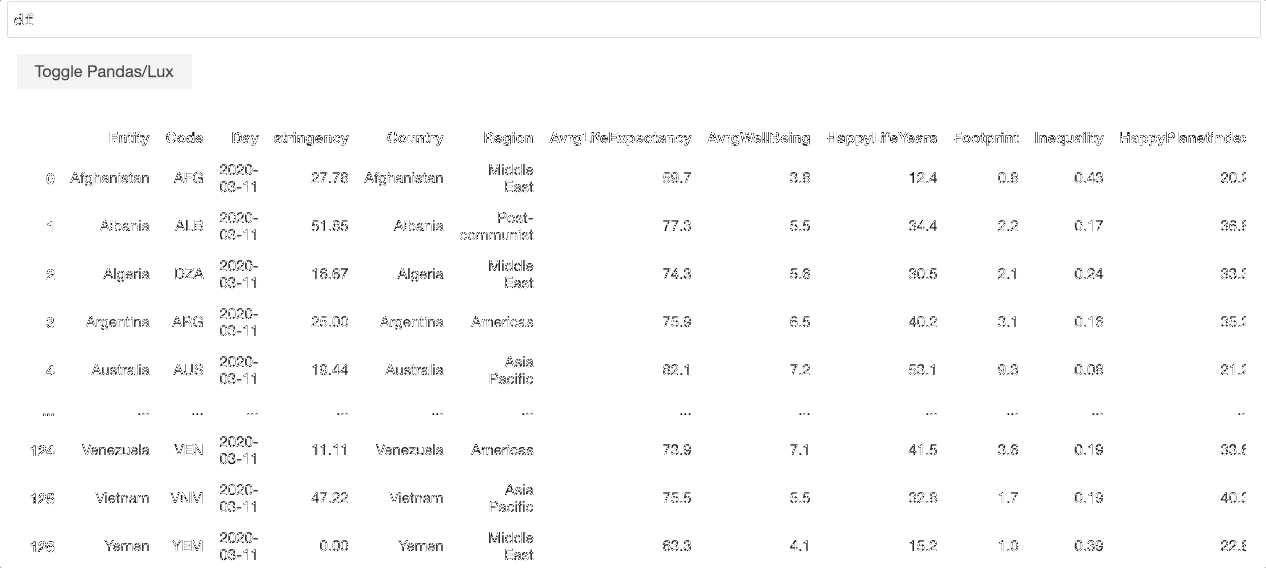 df
Toggle Pandas/Lux
Entity Code Day stringency Country Region AvrgLifeExpectancy AvrgWellBeing HappyLifeYears Footprint Inequality HappyPlanetIndex
0 Afghanistan AFG 2020-03-11 27.78 Afghanistan Middle East 59.7 3.8 12.4 0.8 0.43 20.2
1 Albania ALB 2020-03-11 51.85 Albania Post-communist 77.3 5.5 34.4 2.2 0.17 36.8
2 Algeria DZA 2020-03-11 16.67 Algeria Middle East 74.3 5.6 30.5 2.1 0.24 33.3
3 Argentina ARG 2020-03-11 25.00 Argentina Americas 75.9 6.5 40.2 3.1 0.16 35.2
4 Australia AUS 2020-03-11 19.44 Australia Asia Pacific 82.1 7.2 53.1 9.3 0.08 21.2
... ... ... ... ... ... ... ... ... ... ... ... ...
124 Venezuela VEN 2020-03-11 11.11 Venezuela Americas 73.9 7.1 41.5 3.6 0.19 33.6
125 Vietnam VNM 2020-03-11 47.22 Vietnam Asia Pacific 75.5 5.5 32.8 1.7 0.19 40.3
126 Yemen YEM 2020-03-11 0.00 Yemen Middle East 63.3 4.1 15.2 1.0 0.39 22.8